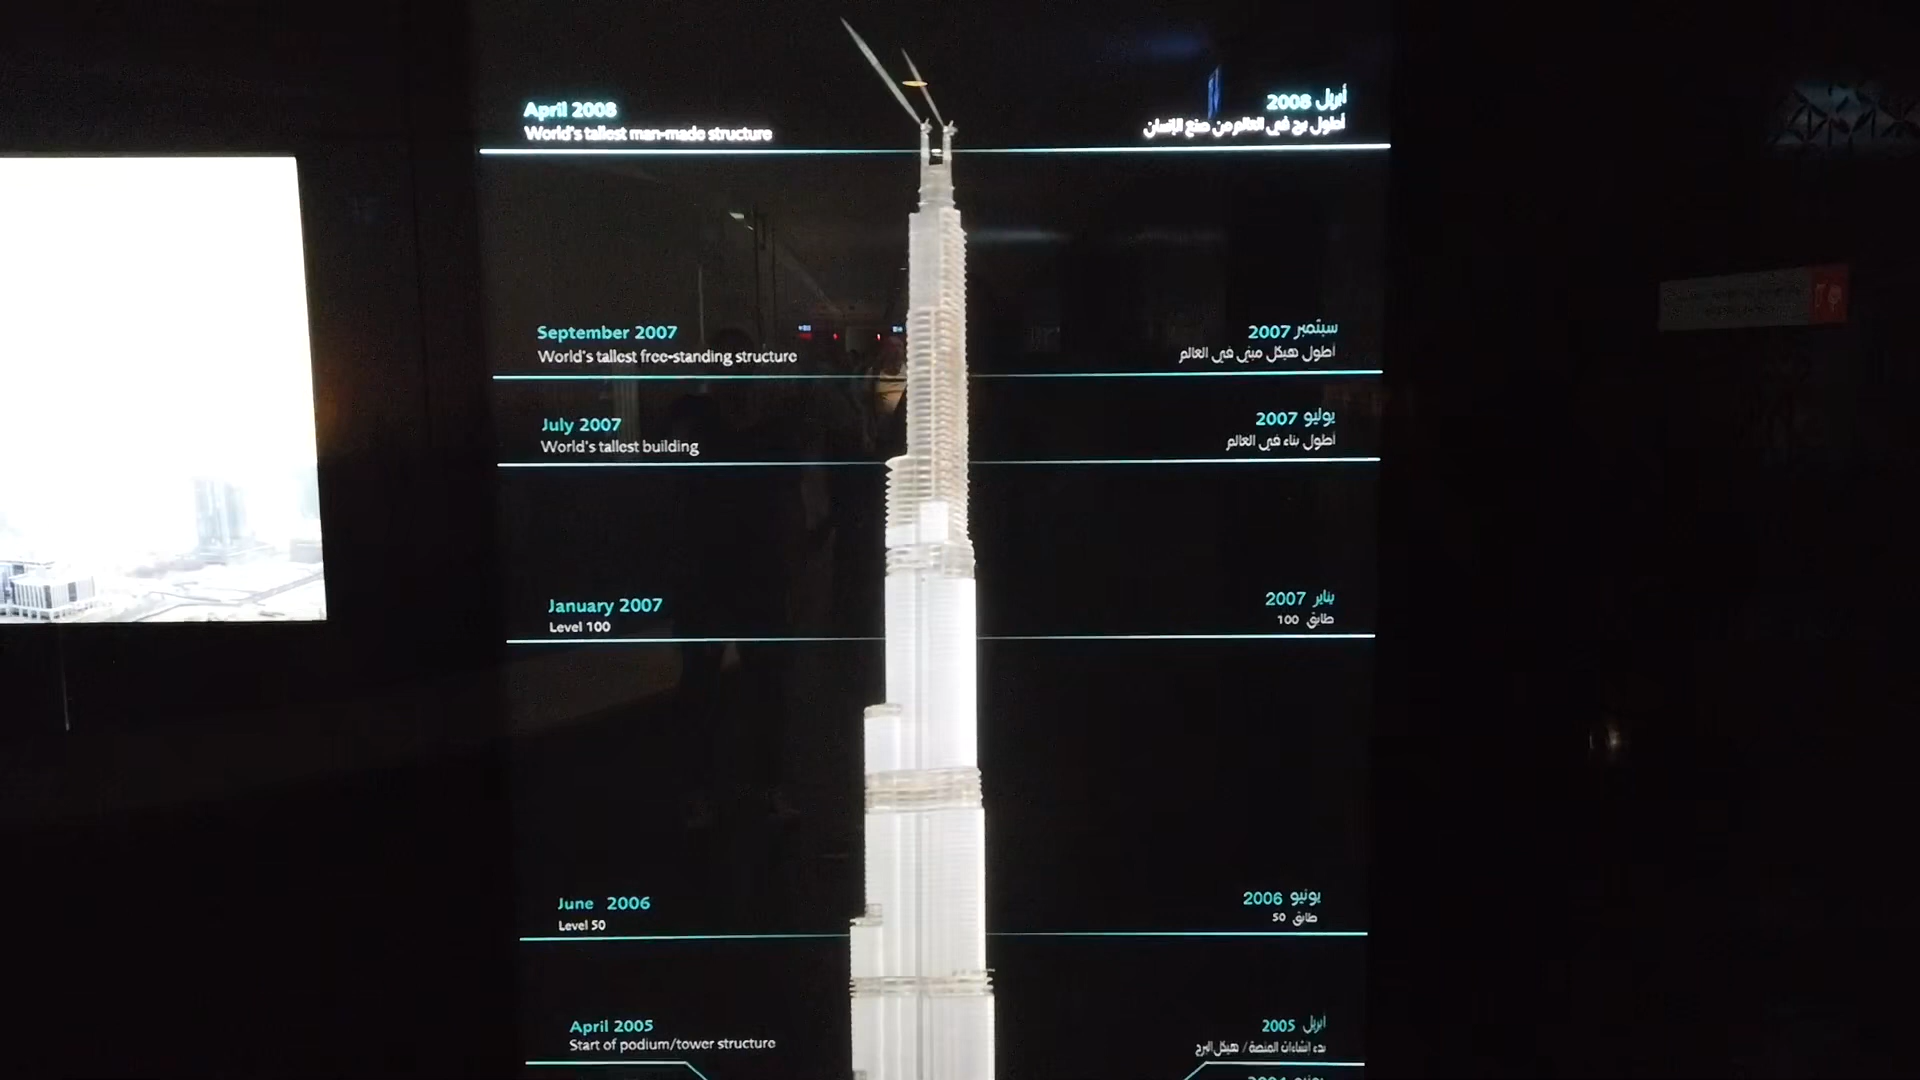 April 2008
World's tallest man-made structure
أبريل 2008
أطول برج في العالم من صنع الإنسان
September 2007
World's tallest free-standing structure
سبتمبر 2007
أطول هيكل مبني في العالم
July 2007
World's tallest building
يوليو 2007
أطول بناء في العالم
January 2007
Level 100
يناير 2007
طابق 100
June 2006
Level 50
يونيو 2006
طابق 50
April 2005
Start of podium/tower structure
أبريل 2005
بدء إنشاءات المنصة / هيكل البرج